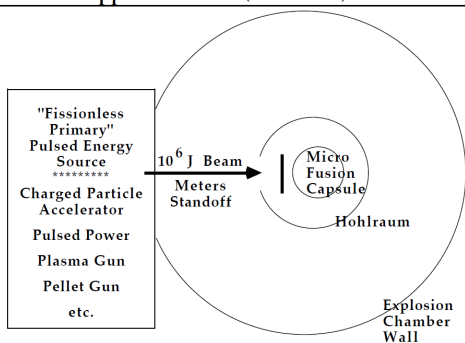 "Fissionless
Primary"
Pulsed Energy
Source
*********
Charged Particle
Accelerator
Pulsed Power
Plasma Gun
Pellet Gun
etc.
10⁶ J Beam
Meters
Standoff
Micro
Fusion
Capsule
Hohlraum
Explosion
Chamber
Wall